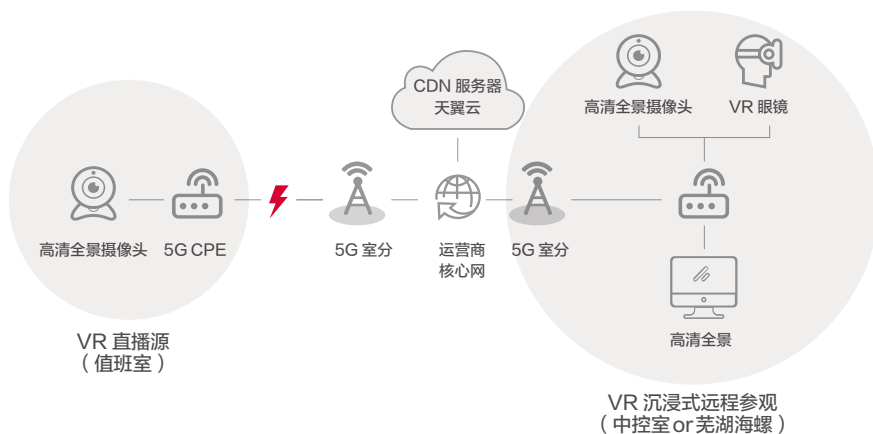 CDN 服务器
天翼云
高清全景摄像头
VR 眼镜
高清全景摄像头
5G CPE
5G 室分
运营商
核心网
5G 室分
高清全景
VR 直播源
（值班室）
VR 沉浸式远程参观
（中控室or芜湖海螺）